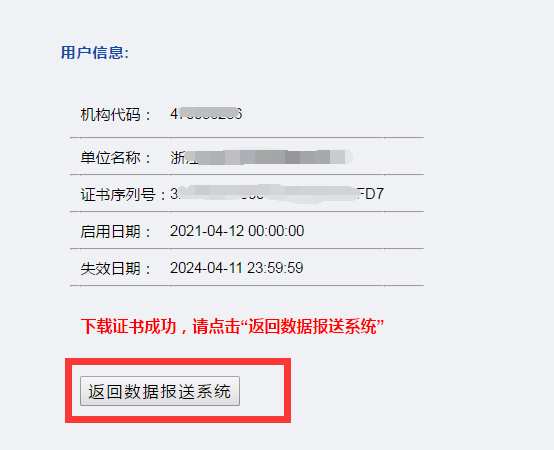 用户信息:
机构代码：
单位名称：
证书序列号： FD7
启用日期： 2021-04-12 00:00:00
失效日期： 2024-04-11 23:59:59
下载证书成功，请点击“返回数据报送系统”
返回数据报送系统